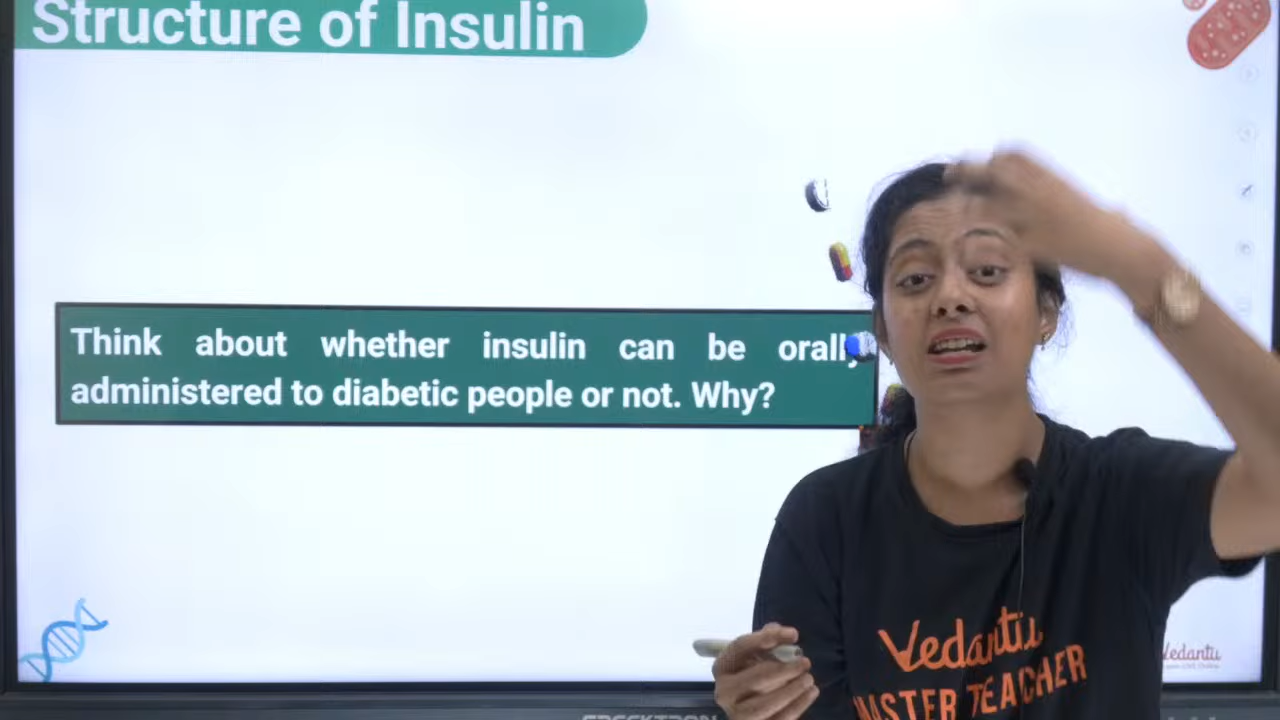 Structure of Insulin
Think about whether insulin can be orally
administered to diabetic people or not. Why?
Vedantu
MASTER TEACHER
Vedantu